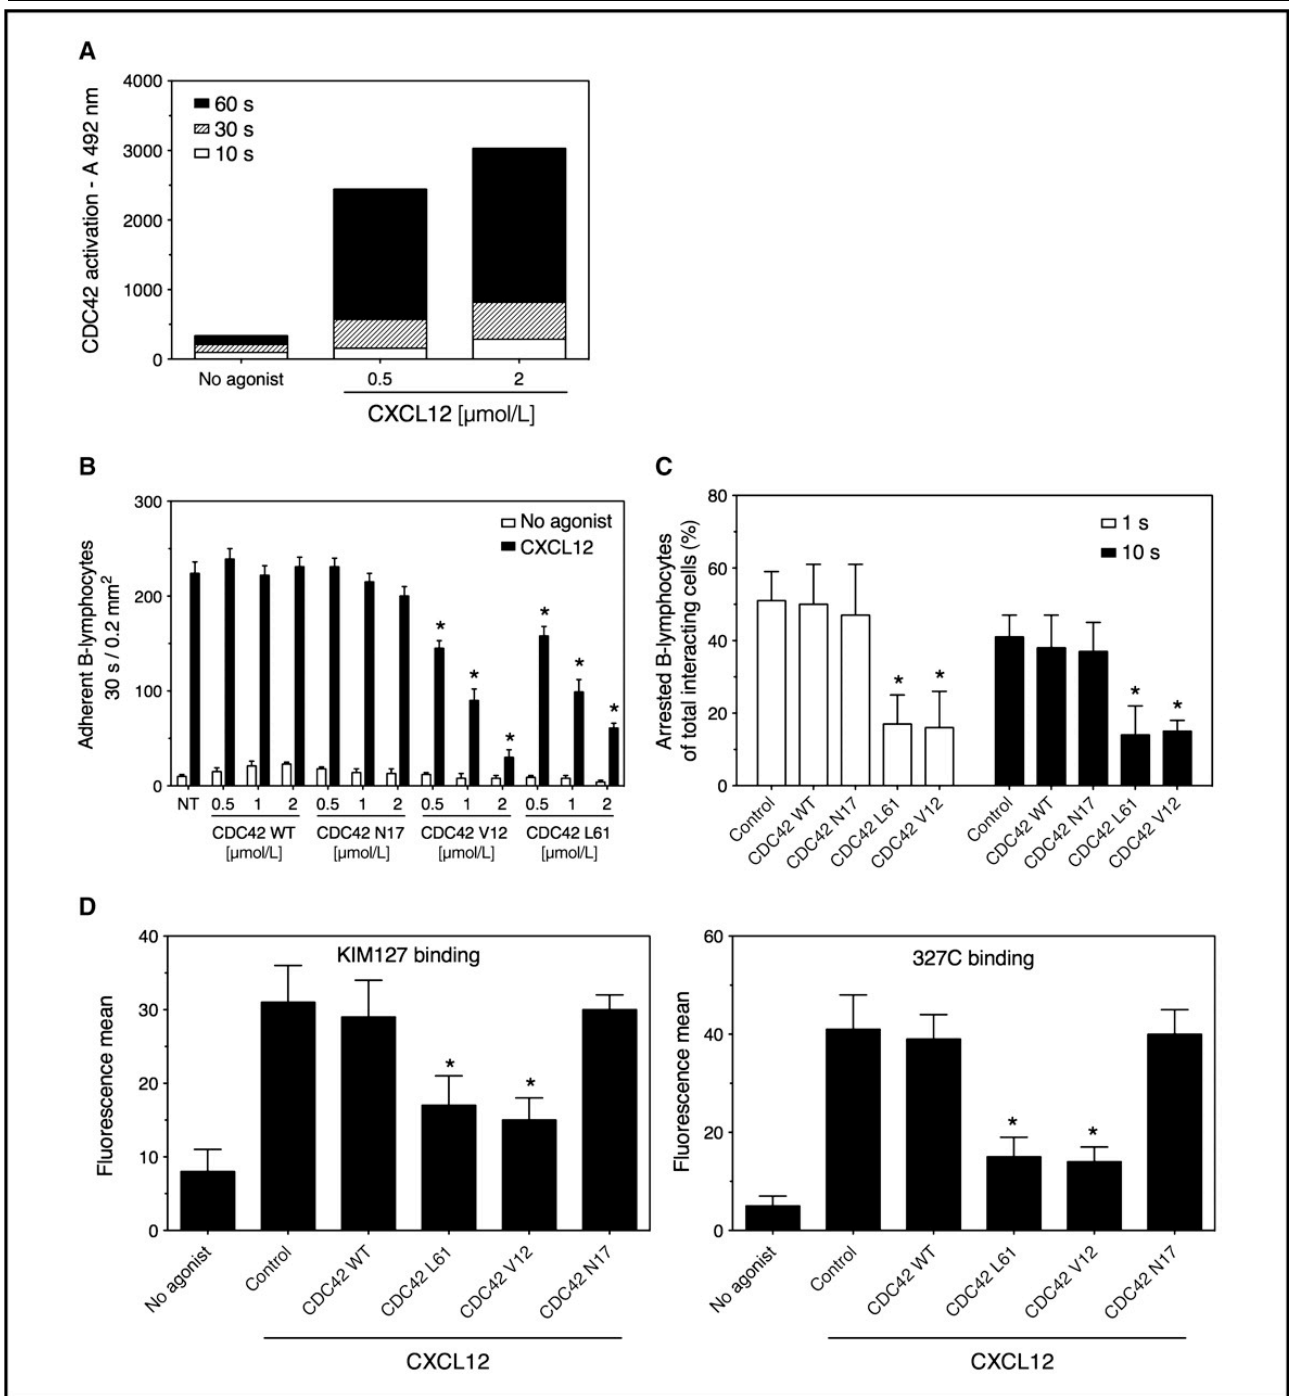 A
CDC42 activation - A 492 nm
4000
3000
2000
1000
0
60 s
30 s
10 s
No agonist
0.5
2
CXCL12 [µmol/L]
B
Adherent B-lymphocytes
30 s / 0.2 mm²
300
200
100
0
No agonist
CXCL12
* * * * * *
NT 0.5 1 2 0.5 1 2 0.5 1 2 0.5 1 2
CDC42 WT CDC42 N17 CDC42 V12 CDC42 L61
[µmol/L] [µmol/L] [µmol/L] [µmol/L]
C
Arrested B-lymphocytes
of total interacting cells (%)
80
60
40
20
0
1 s
10 s
* * * *
Control
CDC42 WT
CDC42 N17
CDC42 L61
CDC42 V12
Control
CDC42 WT
CDC42 N17
CDC42 L61
CDC42 V12
D
Fluorescence mean
40
30
20
10
0
KIM127 binding
* *
No agonist
Control
CDC42 WT
CDC42 L61
CDC42 V12
CDC42 N17
CXCL12
Fluorescence mean
60
40
20
0
327C binding
* *
No agonist
Control
CDC42 WT
CDC42 L61
CDC42 V12
CDC42 N17
CXCL12